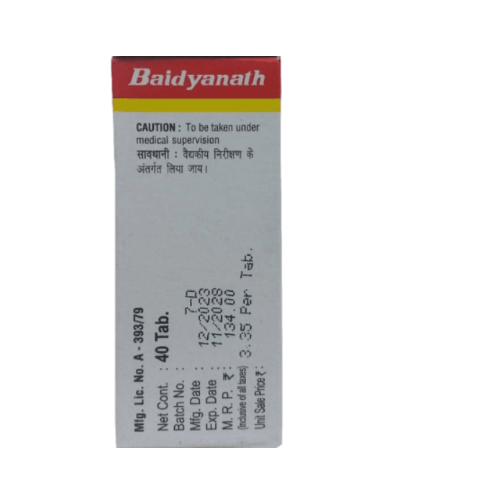 Baidyanath
CAUTION : To be taken under
medical supervision
सावधानी : वैद्यकीय निरीक्षण के
अंतर्गत लिया जाय।
Mfg. Lic. No. A - 393/79
Net Cont. : 40 Tab.
Batch No. : 7-D
Mfg. Date : 12/2023
Exp. Date : 11/2028
M. R. P. ₹ : 134.00
(Inclusive of all taxes)
Unit Sale Price ₹ : 3.35 Per Tab.